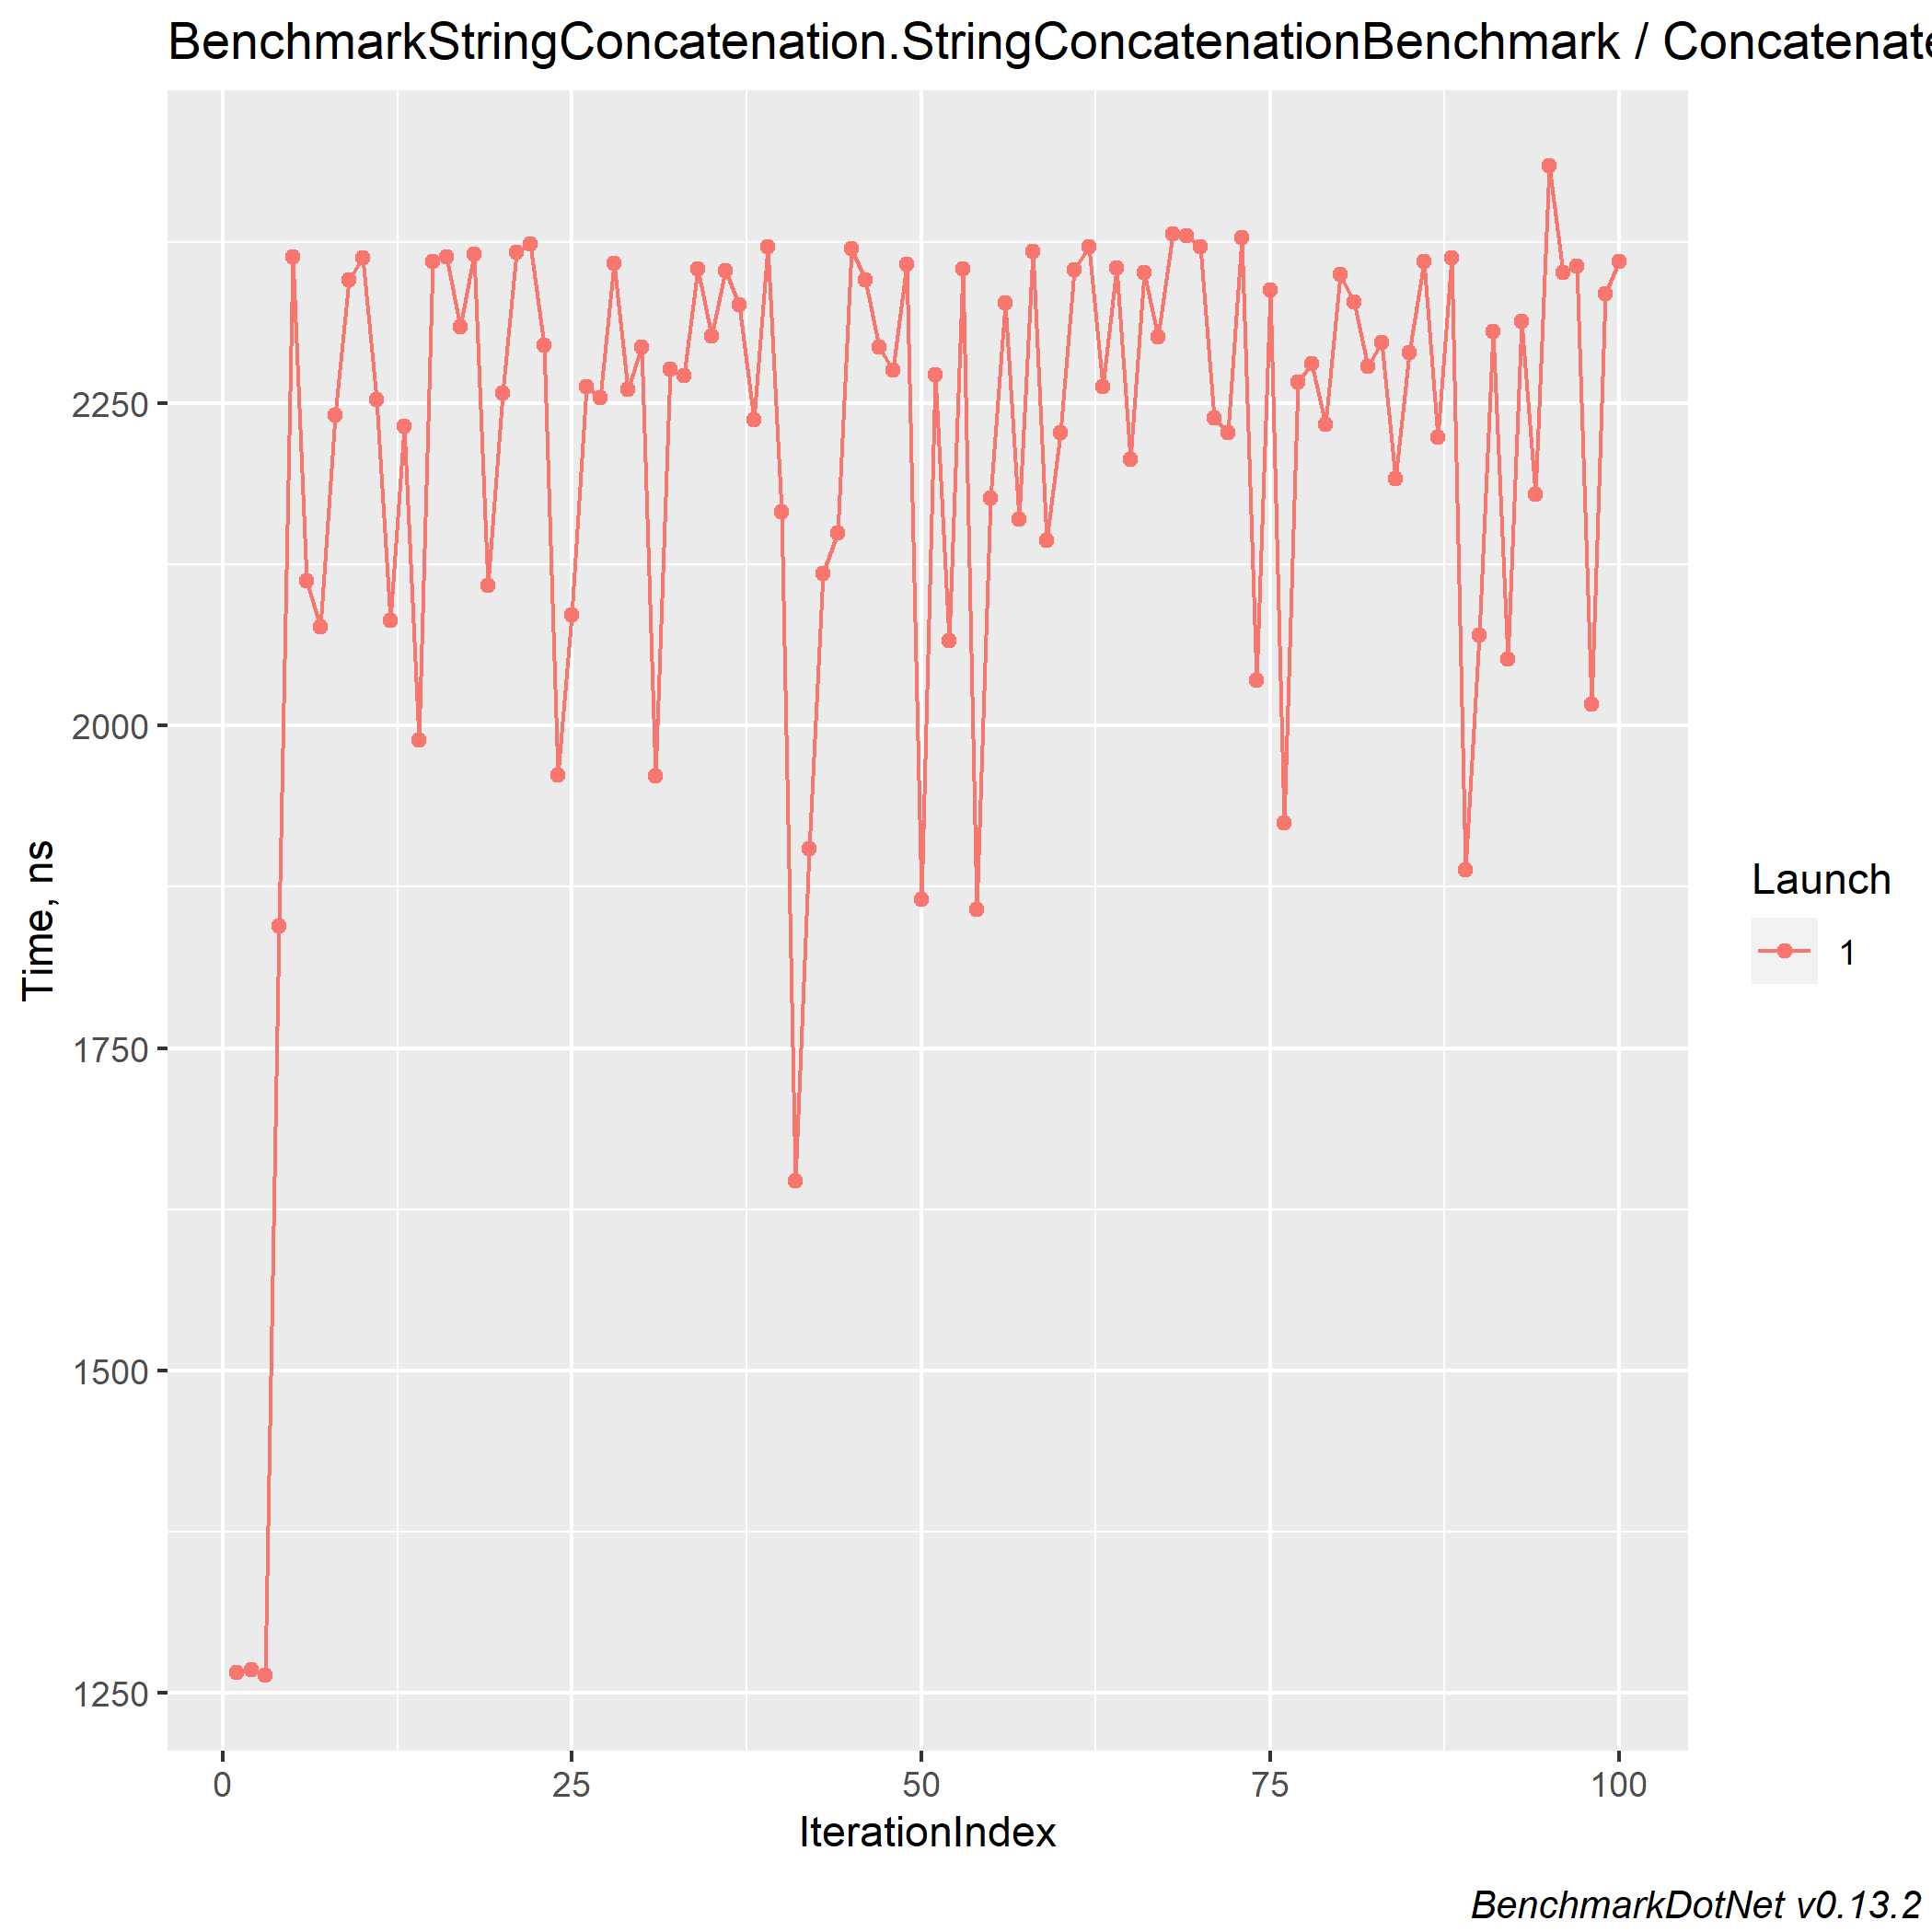 BenchmarkStringConcatenation.StringConcatenationBenchmark / Concatenate
2250
2000
1750
1500
1250
Time, ns
0 25 50 75 100
IterationIndex
Launch
1
BenchmarkDotNet v0.13.2